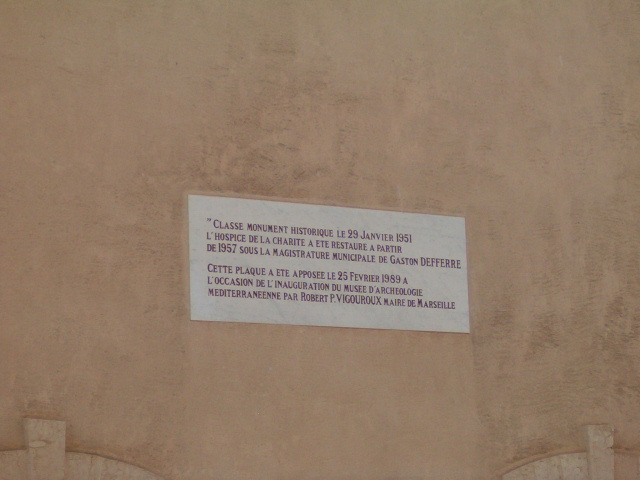 " CLASSE MONUMENT HISTORIQUE LE 29 JANVIER 1951
L'HOSPICE DE LA CHARITE A ETE RESTAURE A PARTIR
DE 1957 SOUS LA MAGISTRATURE MUNICIPALE DE GASTON DEFFERRE
CETTE PLAQUE A ETE APPOSEE LE 25 FEVRIER 1989 A
L'OCCASION DE L'INAUGURATION DU MUSEE D'ARCHEOLOGIE
MEDITERRANEENNE PAR ROBERT P. VIGOUROUX MAIRE DE MARSEILLE